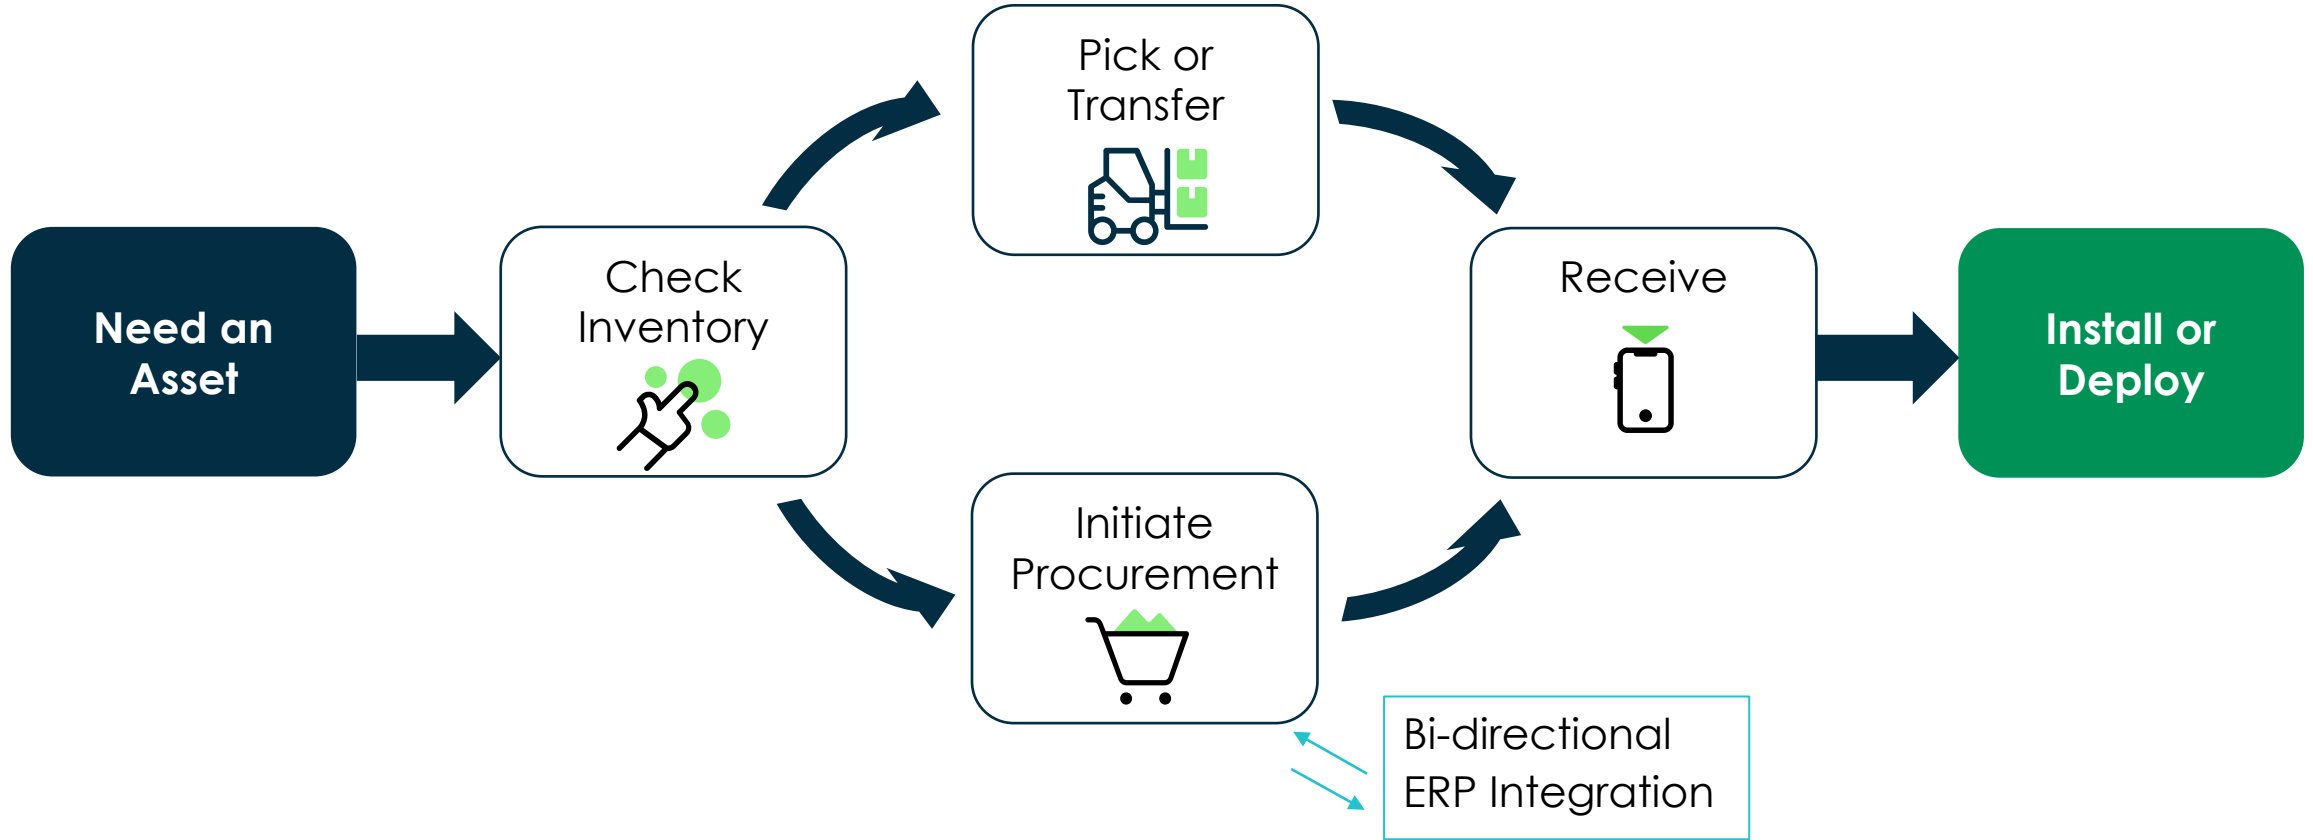 Need an
Asset
Check
Inventory
Pick or
Transfer
Initiate
Procurement
Bi-directional
ERP Integration
Receive
Install or
Deploy